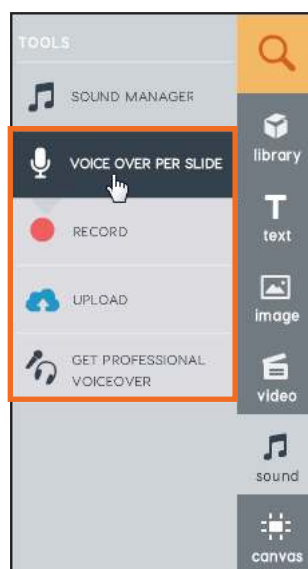 TOOLS
SOUND MANAGER
VOICE OVER PER SLIDE
RECORD
UPLOAD
GET PROFESSIONAL
VOICEOVER
library
text
image
video
sound
canvas